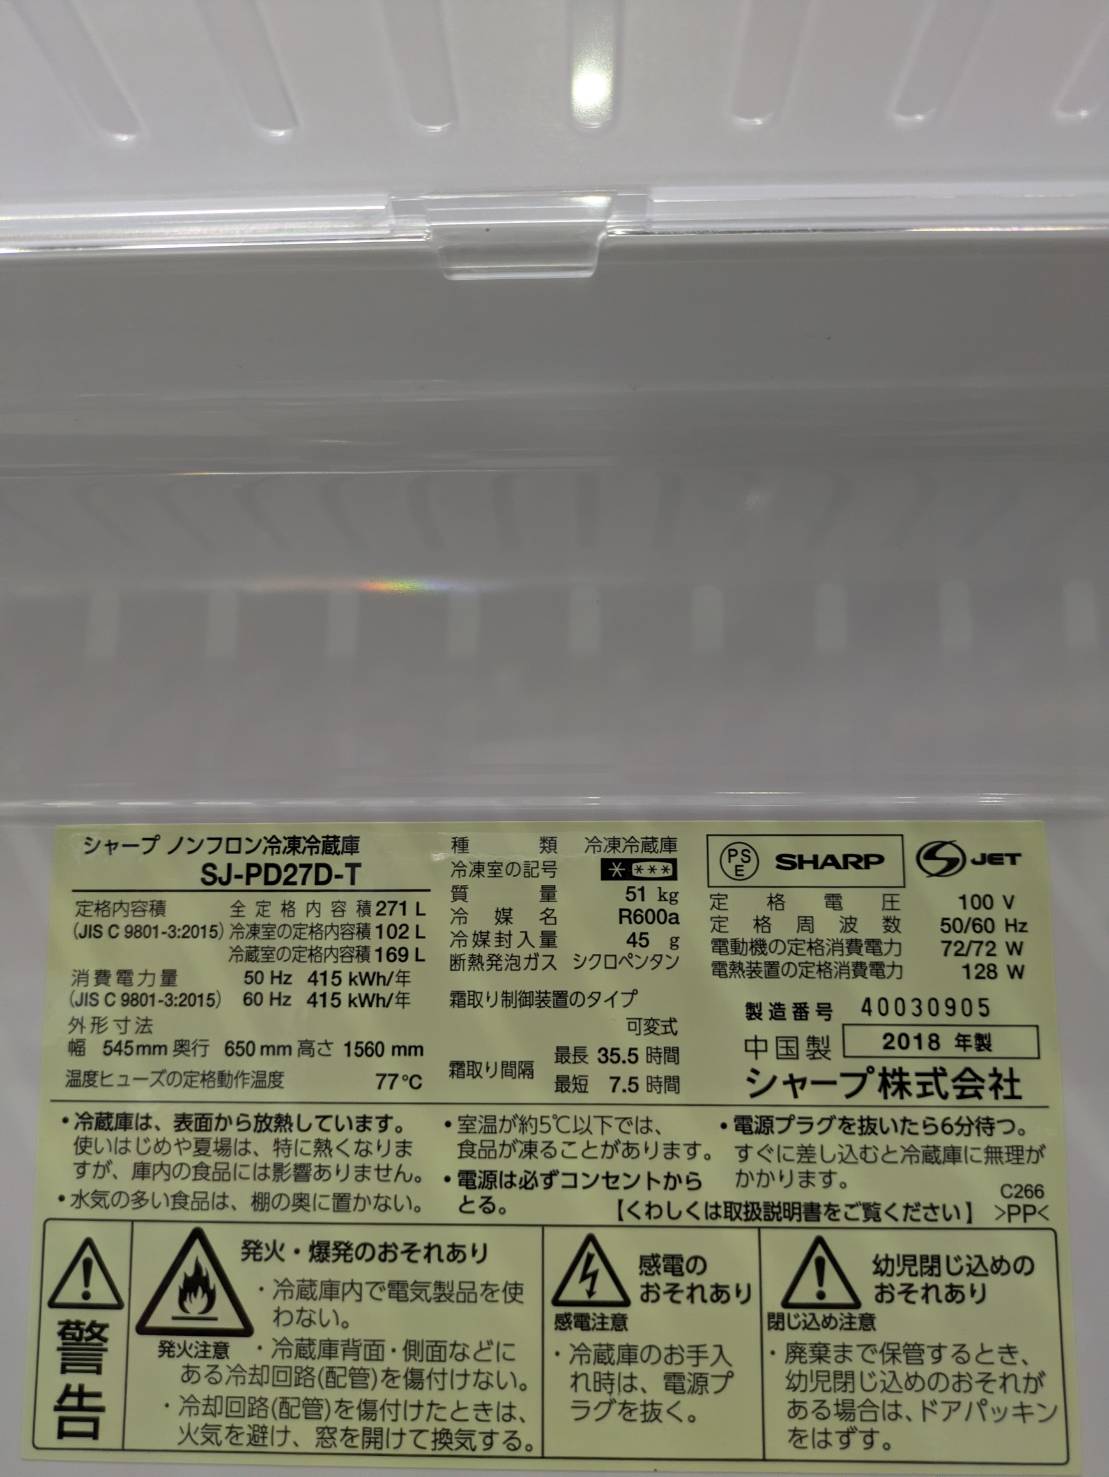 シャープ ノンフロン冷凍冷蔵庫
SJ-PD27D-T
定格内容積 全定格内容積 271 L
(JIS C 9801-3:2015) 冷凍室の定格内容積 102 L
冷蔵室の定格内容積 169 L
消費電力量 50 Hz 415 kWh/年
(JIS C 9801-3:2015) 60 Hz 415 kWh/年
外形寸法
幅 545mm 奥行 650mm 高さ 1560 mm
温度ヒューズの定格動作温度 77℃
種類 冷凍冷蔵庫
冷凍室の記号
質量 51 kg
冷媒名 R600a
冷媒封入量 45 g
断熱発泡ガス シクロペンタン
霜取り制御装置のタイプ
可変式
霜取り間隔 最長 35.5 時間
最短 7.5 時間
PS
E
SHARP
S JET
定格電圧 100 V
定格周波数 50/60 Hz
電動機の定格消費電力 72/72 W
電熱装置の定格消費電力 128 W
製造番号 40030905
中国製 2018 年製
シャープ株式会社
・冷蔵庫は、表面から放熱しています。
使いはじめや夏場は、特に熱くなりま
すが、庫内の食品には影響ありません。
・水気の多い食品は、棚の奥に置かない。
・室温が約5℃以下では、
食品が凍ることがあります。
・電源は必ずコンセントから
とる。
・電源プラグを抜いたら6分待つ。
すぐに差し込むと冷蔵庫に無理が
かかります。
【くわしくは取扱説明書をご覧ください】
C266
>PP<
警告
発火・爆発のおそれあり
発火注意
・冷蔵庫内で電気製品を使
わない。
・冷蔵庫背面・側面などに
ある冷却回路(配管)を傷付けない。
・冷却回路(配管)を傷付けたときは、
火気を避け、窓を開けて換気する。
感電の
おそれあり
感電注意
・冷蔵庫のお手入
れ時は、電源プ
ラグを抜く。
幼児閉じ込めの
おそれあり
閉じ込め注意
・廃棄まで保管するとき、
幼児閉じ込めのおそれが
ある場合は、ドアパッキン
をはずす。